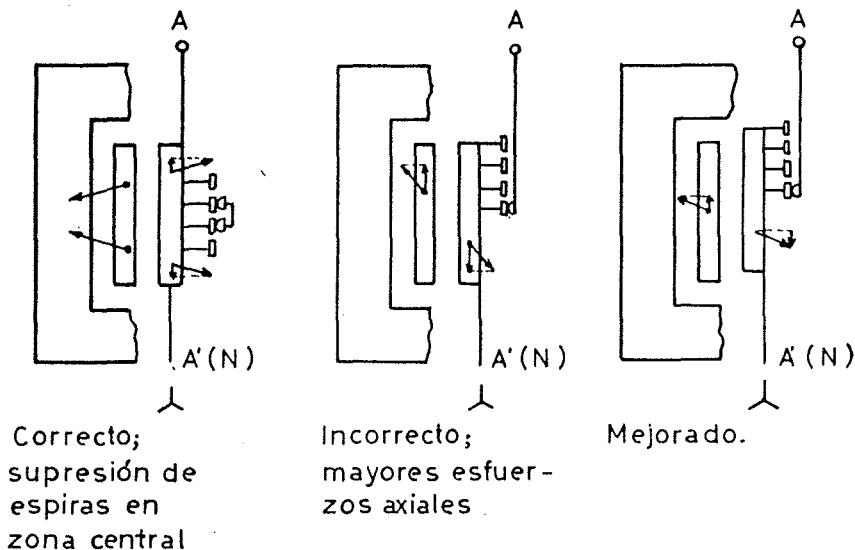 A
A
A
A'(N)
A'(N)
A'(N)
Correcto;
supresión de
espiras en
zona central
Incorrecto;
mayores esfuer-
zos axiales
Mejorado.